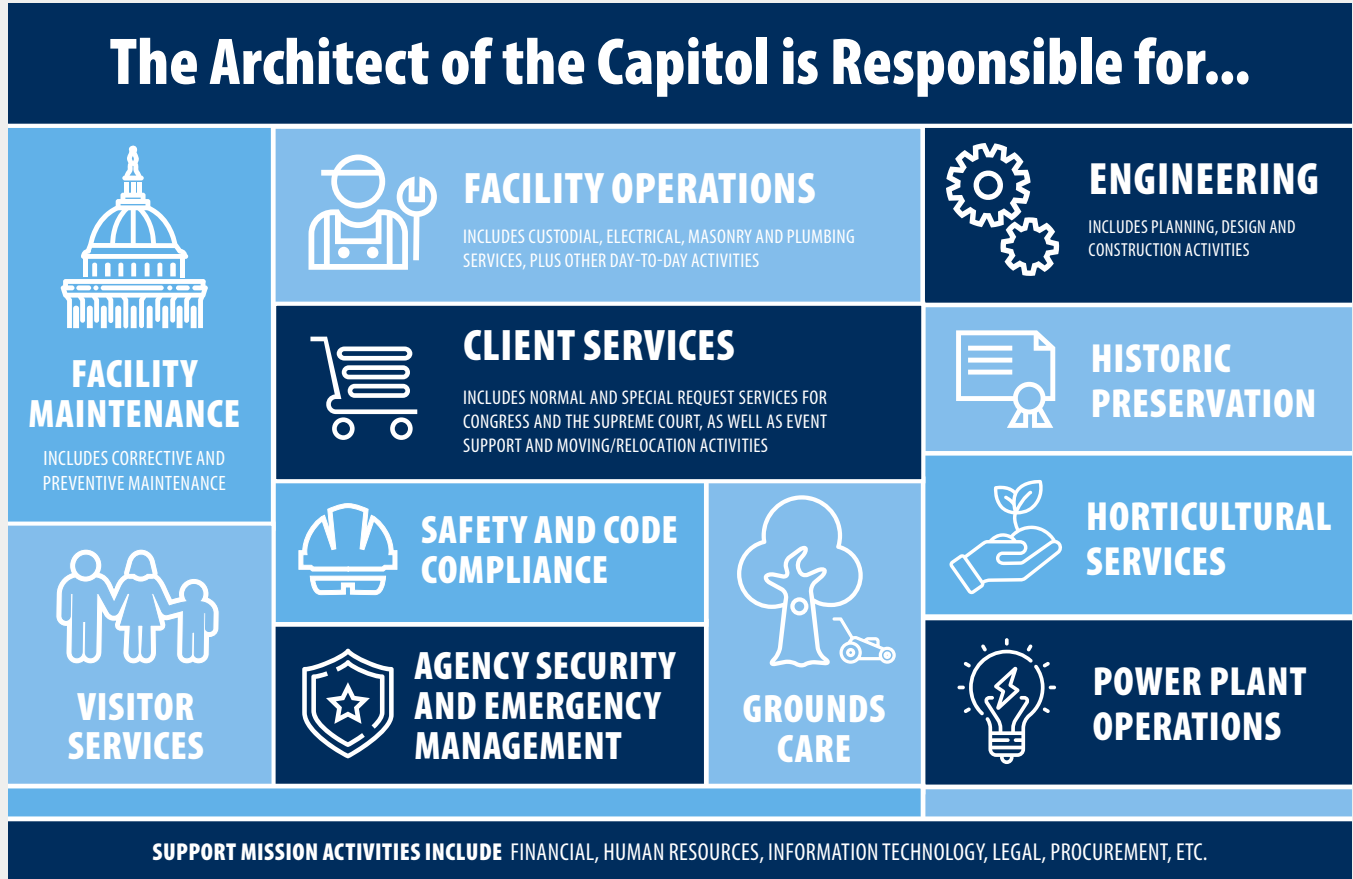 The Architect of the Capitol is Responsible for...
FACILITY
MAINTENANCE
INCLUDES CORRECTIVE AND
PREVENTIVE MAINTENANCE
VISITOR
SERVICES
FACILITY OPERATIONS
INCLUDES CUSTODIAL, ELECTRICAL, MASONRY AND PLUMBING
SERVICES, PLUS OTHER DAY-TO-DAY ACTIVITIES
CLIENT SERVICES
INCLUDES NORMAL AND SPECIAL REQUEST SERVICES FOR
CONGRESS AND THE SUPREME COURT, AS WELL AS EVENT
SUPPORT AND MOVING/RELOCATION ACTIVITIES
SAFETY AND CODE
COMPLIANCE
AGENCY SECURITY
AND EMERGENCY
MANAGEMENT
GROUNDS
CARE
ENGINEERING
INCLUDES PLANNING, DESIGN AND
CONSTRUCTION ACTIVITIES
HISTORIC
PRESERVATION
HORTICULTURAL
SERVICES
POWER PLANT
OPERATIONS
SUPPORT MISSION ACTIVITIES INCLUDE FINANCIAL, HUMAN RESOURCES, INFORMATION TECHNOLOGY, LEGAL, PROCUREMENT, ETC.